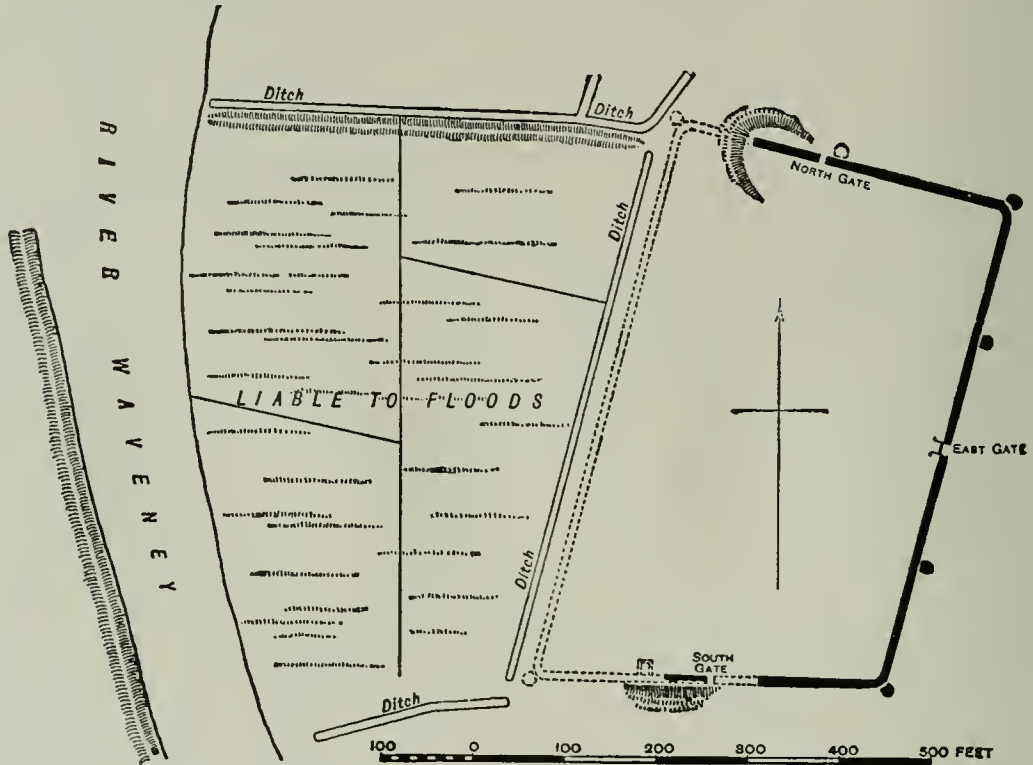 Ditch
Ditch
RIVER WAVENEY
NORTH GATE
Ditch
LIABLE TO FLOODS
EAST GATE
Ditch
SOUTH GATE
Ditch
100 0 100 200 300 400 500 FEET